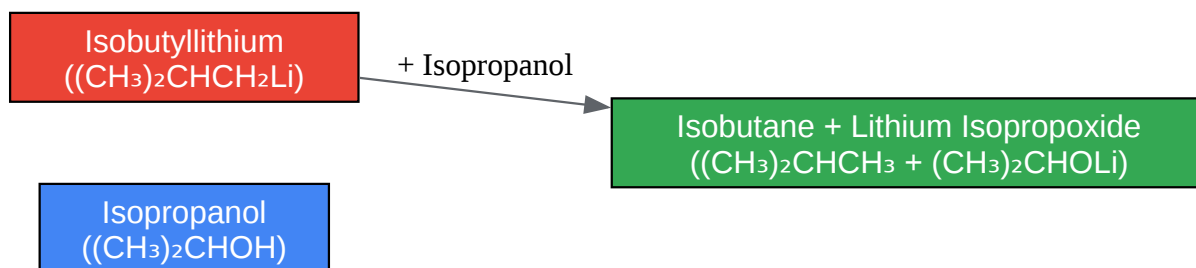 Isobutyllithium
((CH₃)₂CHCH₂Li)
+ Isopropanol
Isobutane + Lithium Isopropoxide
((CH₃)₂CHCH₃ + (CH₃)₂CHOLi)
Isopropanol
((CH₃)₂CHOH)